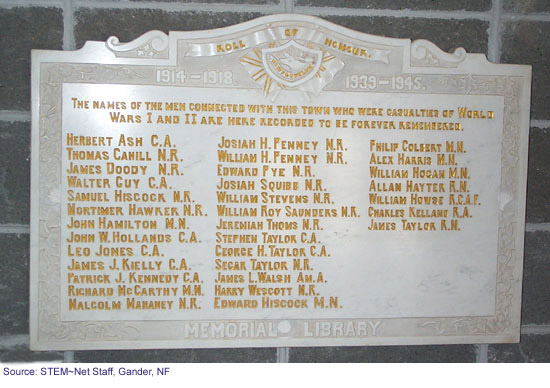 ROLL OF HONOUR
1914-1918 1939-1945
THE NAMES OF THE MEN CONNECTED WITH THIS TOWN WHO WERE CASUALTIES OF WORLD
WARS I AND II ARE HERE RECORDED TO BE FOREVER REMEMBERED.
HERBERT ASH C.A.
THOMAS CAHILL N.R.
JAMES DOODY N.R.
WALTER GUY C.A.
SAMUEL HISCOCK N.R.
MORTIMER HAWKER N.R.
JOHN HAMILTON M.N.
JOHN W. HOLLANDS C.A.
LEO JONES C.A.
JAMES J. KIELLY C.A.
PATRICK J. KENNEDY C.A.
RICHARD MCCARTHY M.N.
MALCOLM MAHANEY N.R.
JOSIAH H. PENNEY N.R.
WILLIAM H. PENNEY N.R.
EDWARD PYE N.R.
JOSIAH SQUIBB N.R.
WILLIAM STEVENS N.R.
WILLIAM ROY SAUNDERS N.R.
JEREMIAH THOMS N.R.
STEPHEN TAYLOR C.A.
GEORGE H. TAYLOR C.A.
SEGAR TAYLOR N.R.
JAMES L. WALSH AM.A.
HARRY WESCOTT N.R.
EDWARD HISCOCK M.N.
PHILIP COLBERT M.N.
ALEX HARRIS M.N.
WILLIAM HOGAN M.N.
ALLAN HAYTER R.N.
WILLIAM HOWSE R.C.A.F.
CHARLES KELLAND R.A.
JAMES TAYLOR R.N.
MEMORIAL LIBRARY
Source: STEM~Net Staff, Gander, NF